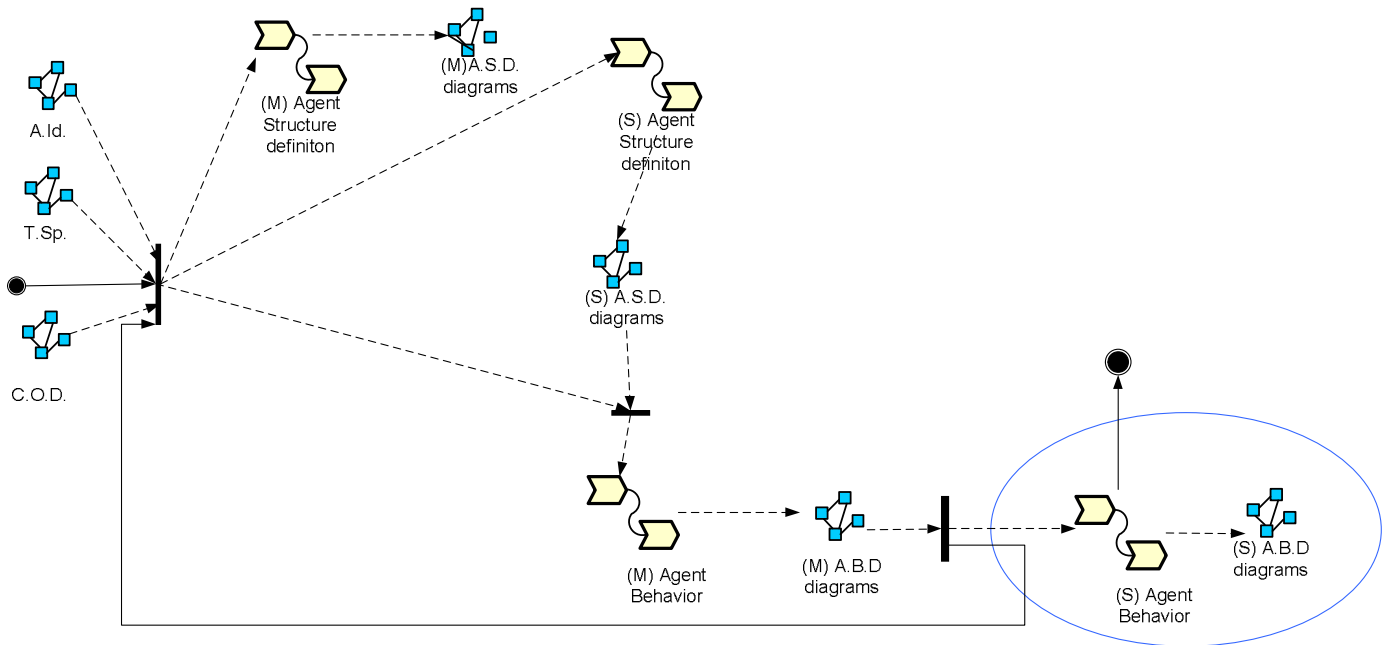 A.Id.
T.Sp.
C.O.D.
(M) Agent
Structure
definiton
(M)A.S.D.
diagrams
(S) Agent
Structure
definiton
(S) A.S.D.
diagrams
(M) Agent
Behavior
(M) A.B.D
diagrams
(S) Agent
Behavior
(S) A.B.D
diagrams